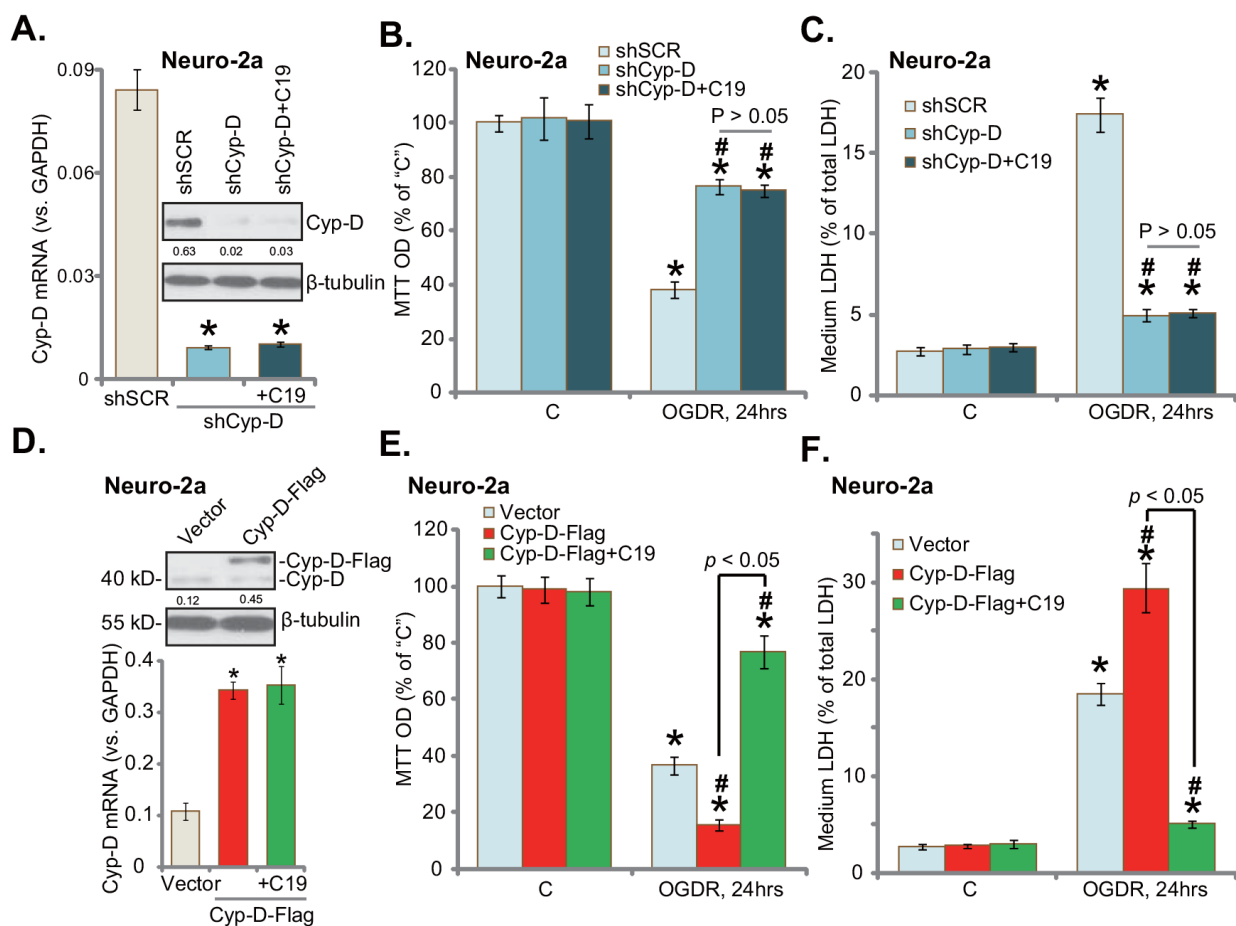 A.
Neuro-2a
0.09
0.06
0.03
0
Cyp-D mRNA (vs. GAPDH)
shSCR
shCyp-D
shCyp-D+C19
Cyp-D
0.63 0.02 0.03
β-tubulin
*
*
shSCR
+C19
shCyp-D
B.
Neuro-2a
shSCR
shCyp-D
shCyp-D+C19
120
100
80
60
40
20
0
MTT OD (% of “C”)
P > 0.05
# #
* * *
C OGDR, 24hrs
C.
Neuro-2a
shSCR
shCyp-D
shCyp-D+C19
20
15
10
5
0
Medium LDH (% of total LDH)
*
P > 0.05
# #
* *
C OGDR, 24hrs
D.
Neuro-2a
Vector
Cyp-D-Flag
-Cyp-D-Flag
40 kD- -Cyp-D
0.12 0.45
55 kD- β-tubulin
0.4
0.3
0.2
0.1
0
Cyp-D mRNA (vs. GAPDH)
* *
Vector +C19
Cyp-D-Flag
E.
Neuro-2a
Vector
Cyp-D-Flag
Cyp-D-Flag+C19
120
100
80
60
40
20
0
MTT OD (% of “C”)
p < 0.05
*
#
*
#
*
C OGDR, 24hrs
F.
Neuro-2a
Vector
Cyp-D-Flag
Cyp-D-Flag+C19
30
20
10
0
Medium LDH (% of total LDH)
p < 0.05
*
#
*
#
*
C OGDR, 24hrs